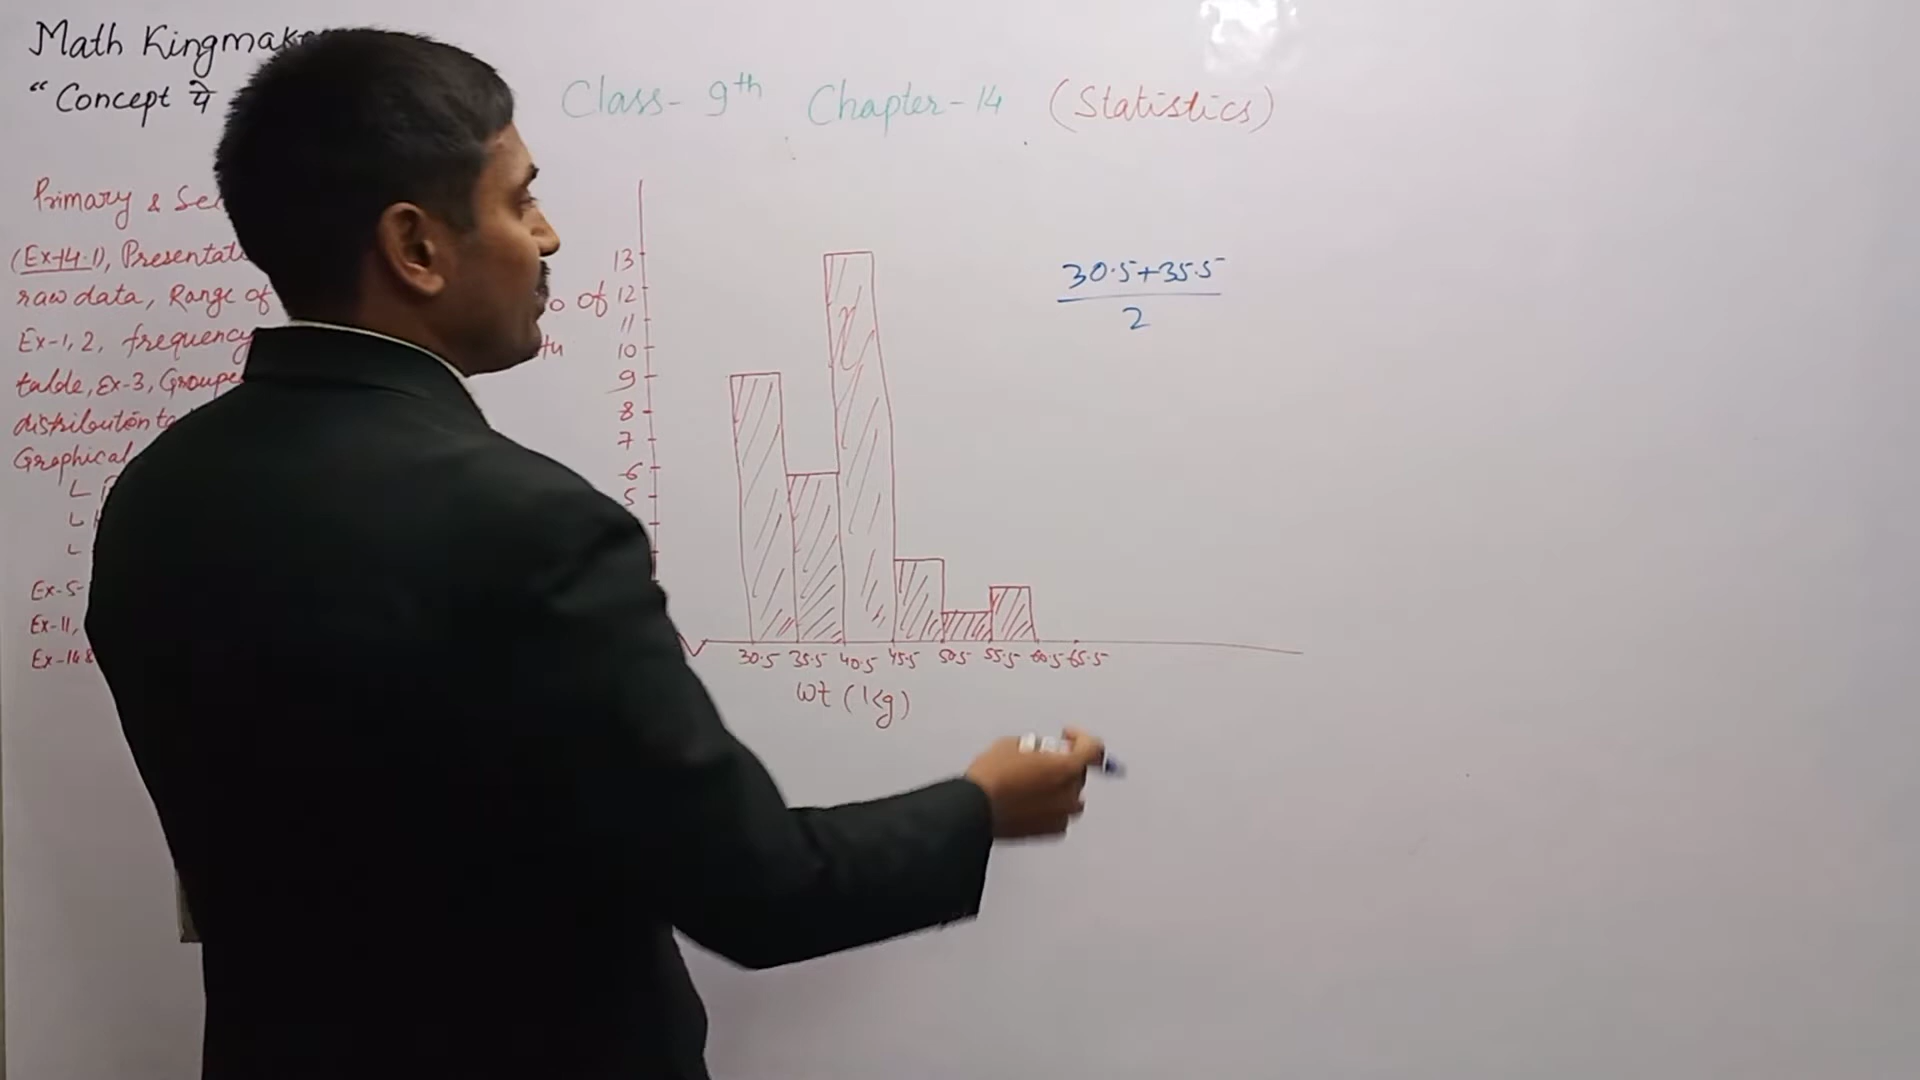 Math Kingmak
“Concept ये
Class-9th Chapter-14 (Statistics)
Primary &
(Ex-14.1), Presentati
raw data, Range of
Ex-1, 2, frequency
table, Ex-3, Groupe
distribution
Graphical
Ex-5-
Ex-11,
Ex-14
of
13
12
11
10
9
8
7
6
5
30.5 35.5 40.5 45.5 50.5 55.5 60.5 65.5
wt (Kg)
30.5+35.5
2